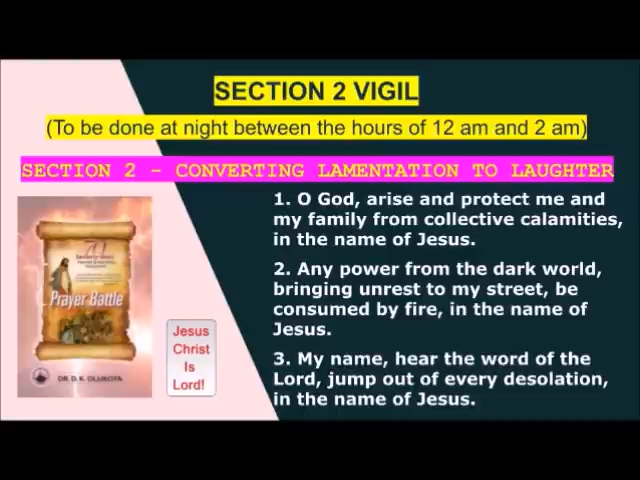 SECTION 2 VIGIL
(To be done at night between the hours of 12 am and 2 am)
SECTION 2 - CONVERTING LAMENTATION TO LAUGHTER
1. O God, arise and protect me and
my family from collective calamities,
in the name of Jesus.
2. Any power from the dark world,
bringing unrest to my street, be
consumed by fire, in the name of
Jesus.
3. My name, hear the word of the
Lord, jump out of every desolation,
in the name of Jesus.
70
Prayer Battle
DR. D. K. OLUKOYA
Jesus
Christ
Is
Lord!